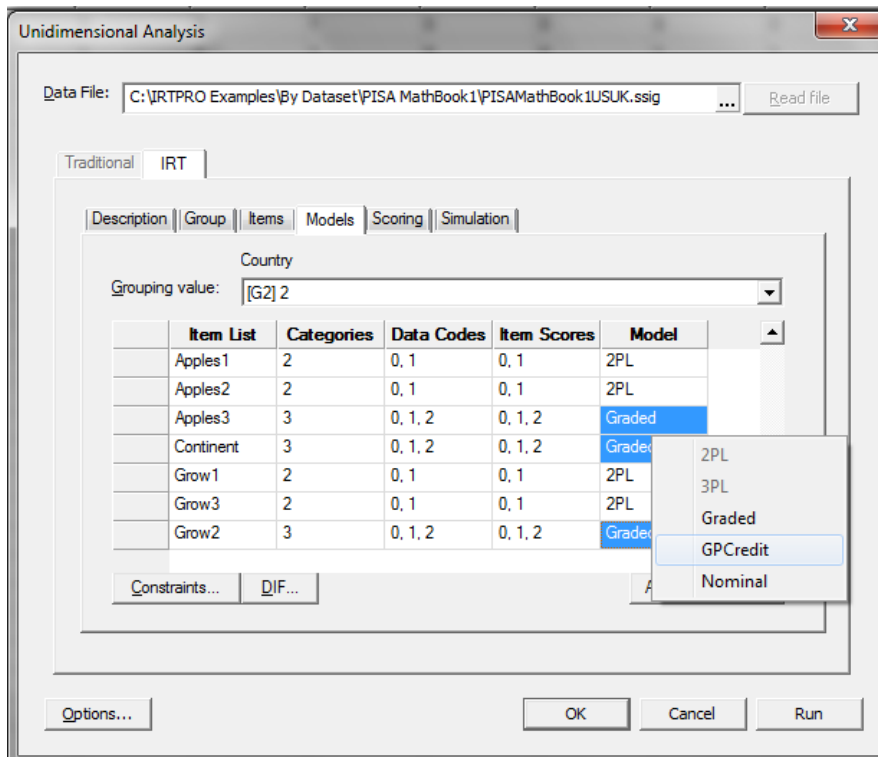 Unidimensional Analysis
Data File: C:\IRTPRO Examples\By Dataset\PISA MathBook1\PISAMathBook1USUK.ssig ... Read file
Traditional IRT
Description Group Items Models Scoring Simulation
Country
Grouping value: [G2] 2
Item List Categories Data Codes Item Scores Model
Apples1 2 0, 1 0, 1 2PL
Apples2 2 0, 1 0, 1 2PL
Apples3 3 0, 1, 2 0, 1, 2 Graded
Continent 3 0, 1, 2 0, 1, 2 Graded
Grow1 2 0, 1 0, 1 2PL
Grow3 2 0, 1 0, 1 2PL
Grow2 3 0, 1, 2 0, 1, 2 Graded
2PL
3PL
Graded
GPCredit
Nominal
Constraints... DIF...
Options... OK Cancel Run